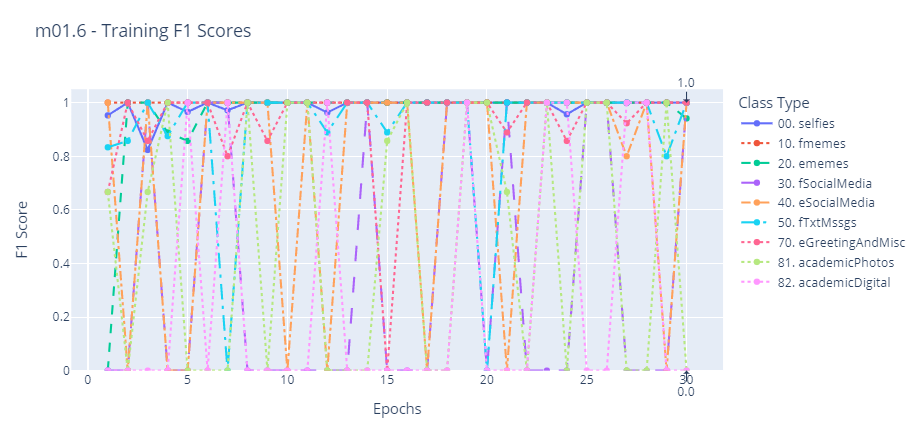 m01.6 - Training F1 Scores
1.0
1
0.8
0.6
0.4
0.2
0
F1 Score
0 5 10 15 20 25 30
0.0
Epochs
Class Type
00. selfies
10. fmemes
20. ememes
30. fSocialMedia
40. eSocialMedia
50. fTxtMssgs
70. eGreetingAndMisc
81. academicPhotos
82. academicDigital